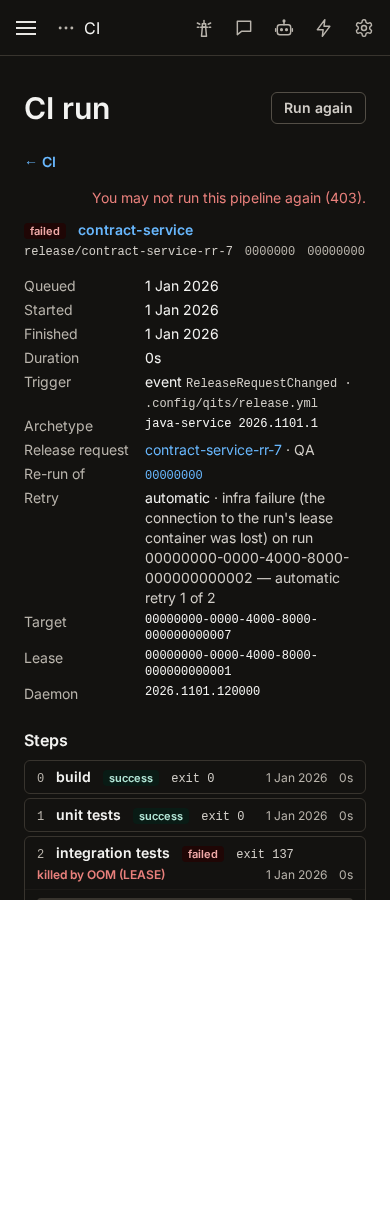 ··· CI
CI run
Run again
← CI
You may not run this pipeline again (403).
failed contract-service
release/contract-service-rr-7 0000000 00000000
Queued 1 Jan 2026
Started 1 Jan 2026
Finished 1 Jan 2026
Duration 0s
Trigger event ReleaseRequestChanged ·
.config/qits/release.yml
Archetype java-service 2026.1101.1
Release request contract-service-rr-7 · QA
Re-run of 00000000
Retry automatic · infra failure (the
connection to the run's lease
container was lost) on run
00000000-0000-4000-8000-
000000000002 — automatic
retry 1 of 2
Target 00000000-0000-4000-8000-
000000000007
Lease 00000000-0000-4000-8000-
000000000001
Daemon 2026.1101.120000
Steps
0 build success exit 0 1 Jan 2026 0s
1 unit tests success exit 0 1 Jan 2026 0s
2 integration tests failed exit 137
killed by OOM (LEASE) 1 Jan 2026 0s